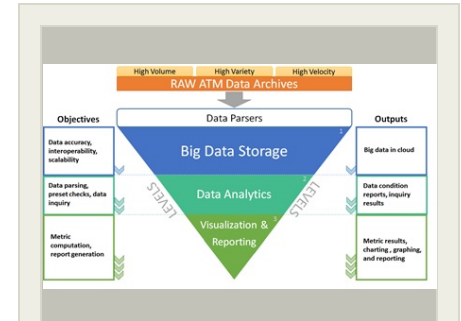 High Volume High Variety High Velocity
RAW ATM Data Archives
Objectives
Data Parsers
Outputs
Data accuracy,
interoperability,
scalability
1
Big Data Storage
Big data in cloud
Data parsing,
preset checks, data
inquiry
LEVELS
2
Data Analytics
LEVELS
Data condition
reports, inquiry
results
Metric
computation,
report generation
3
Visualization &
Reporting
Metric results,
charting, graphing,
and reporting